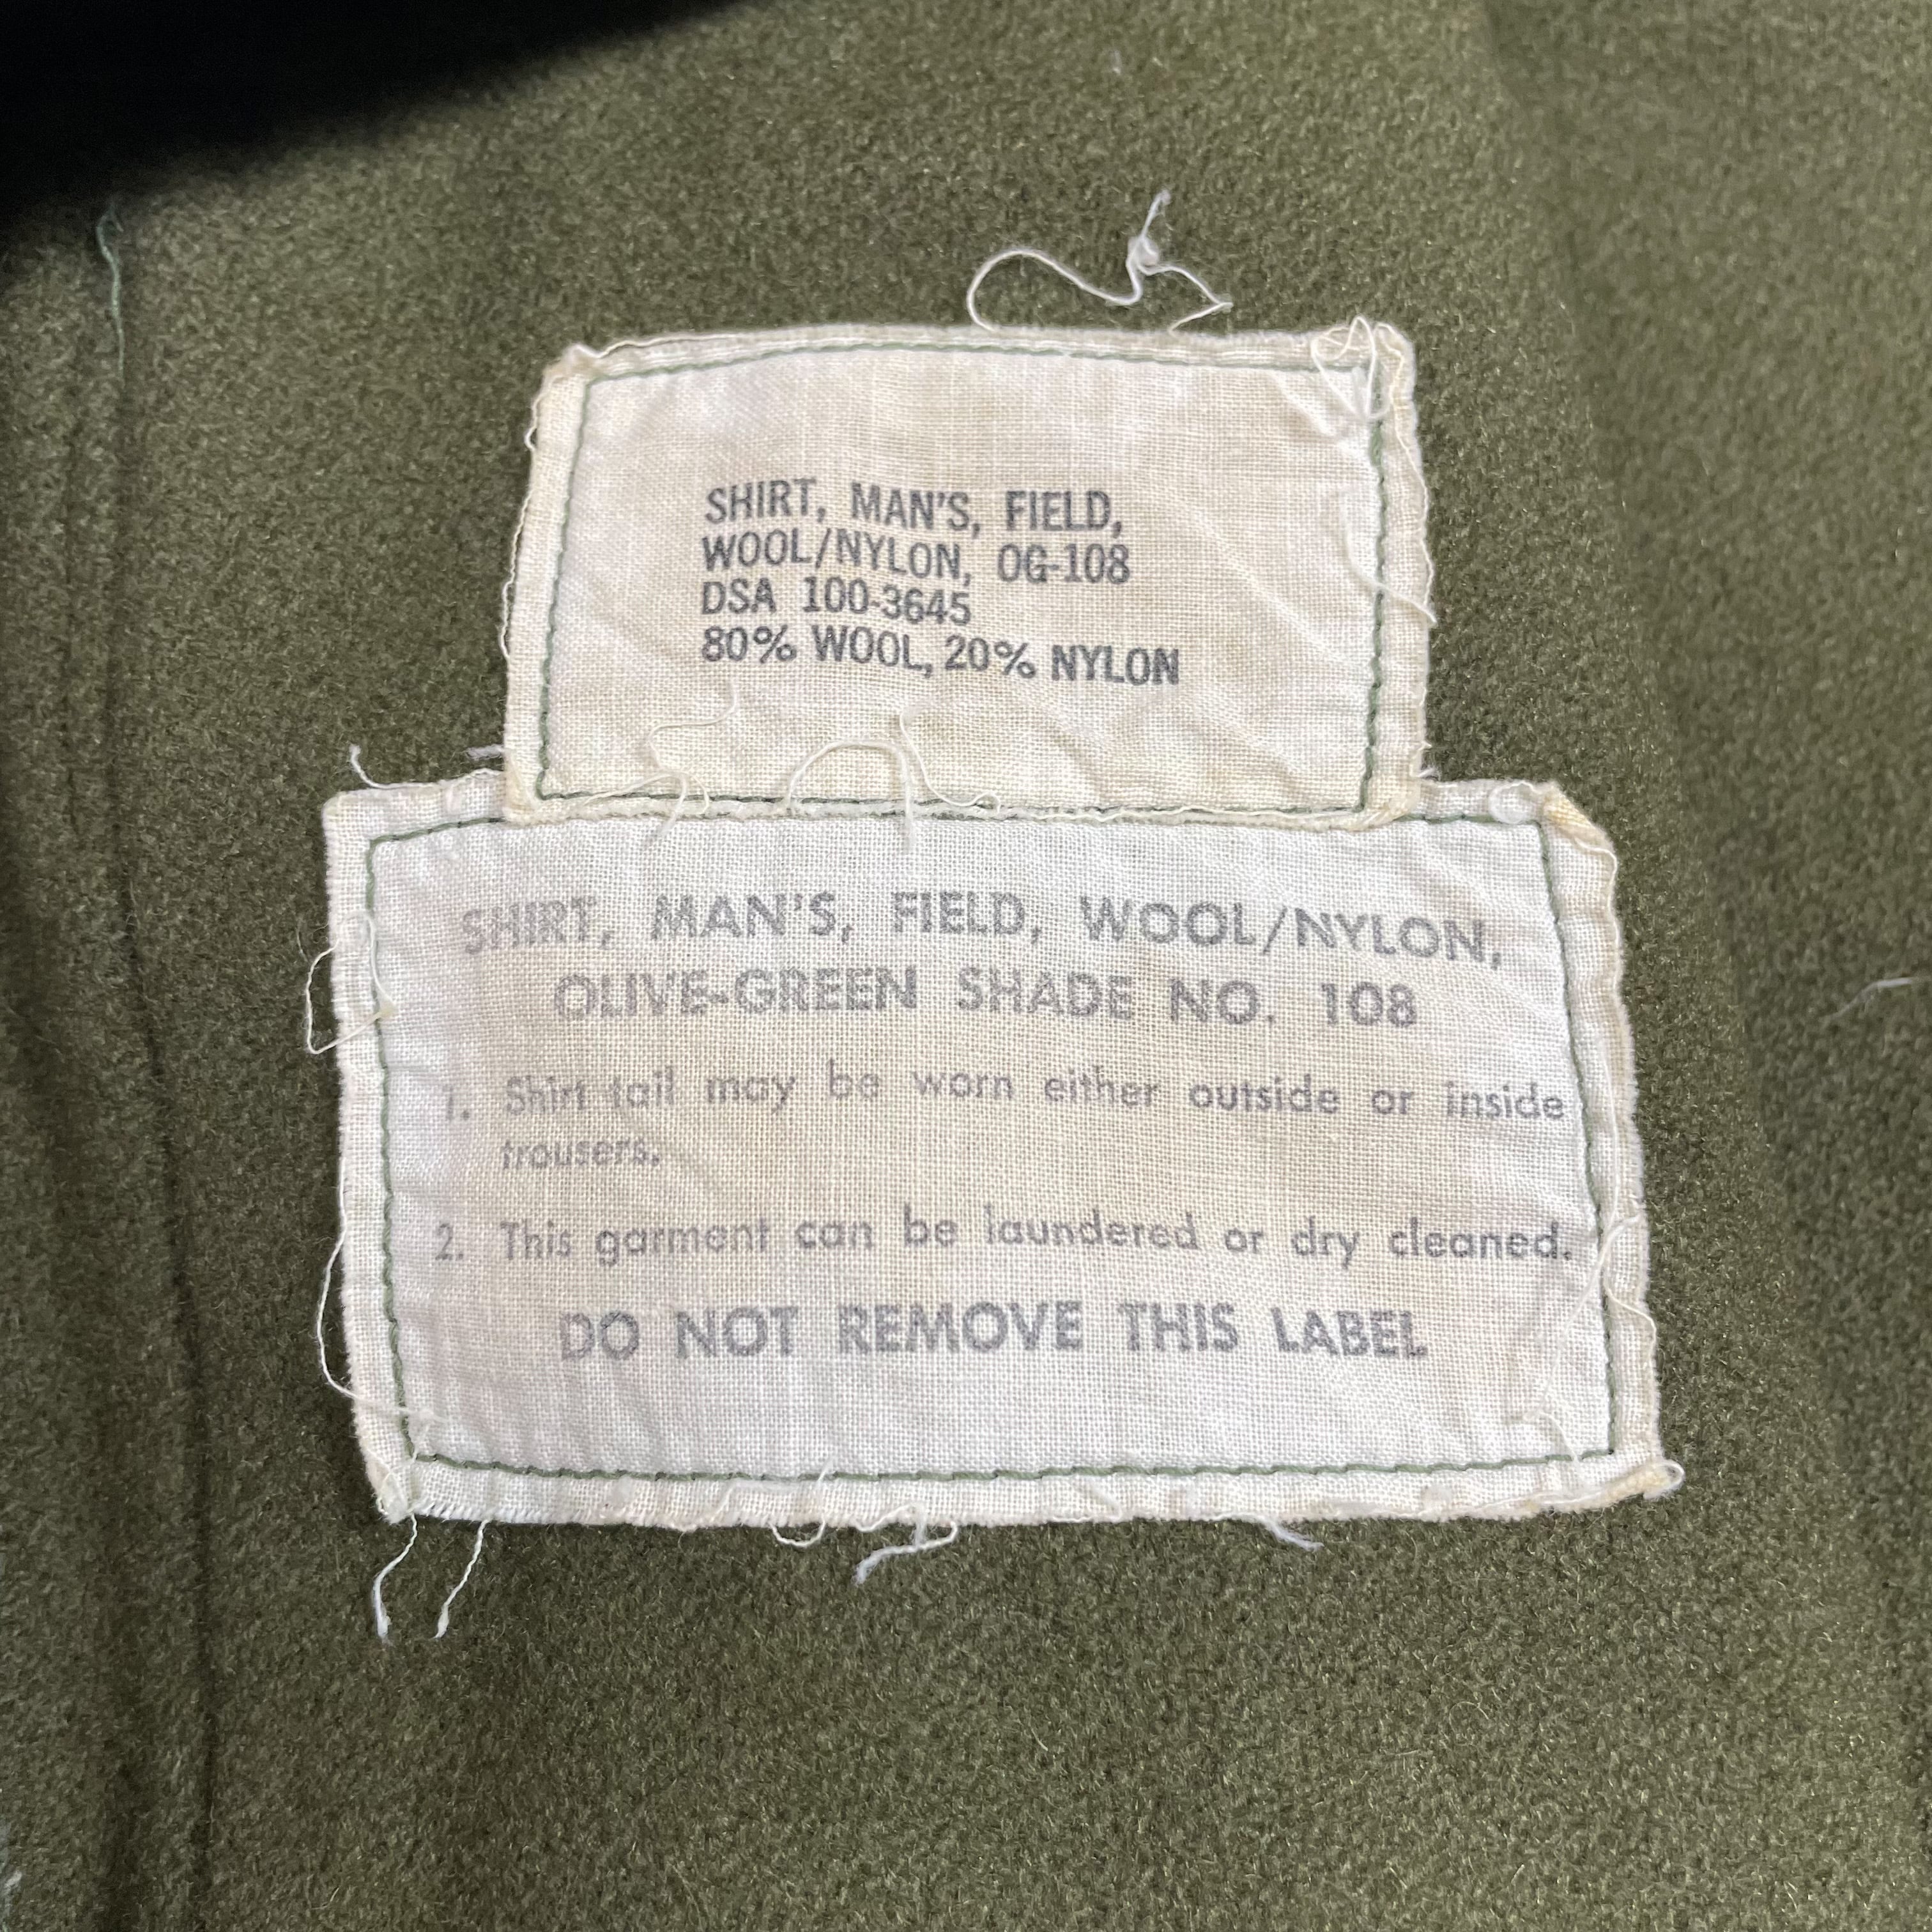 SHIRT, MAN'S, FIELD,
WOOL/NYLON, OG-108
DSA 100-3645
80% WOOL, 20% NYLON
SHIRT, MAN'S, FIELD, WOOL/NYLON,
OLIVE-GREEN SHADE NO. 108
1. Shirt tail may be worn either outside or inside
trousers.
2. This garment can be laundered or dry cleaned.
DO NOT REMOVE THIS LABEL